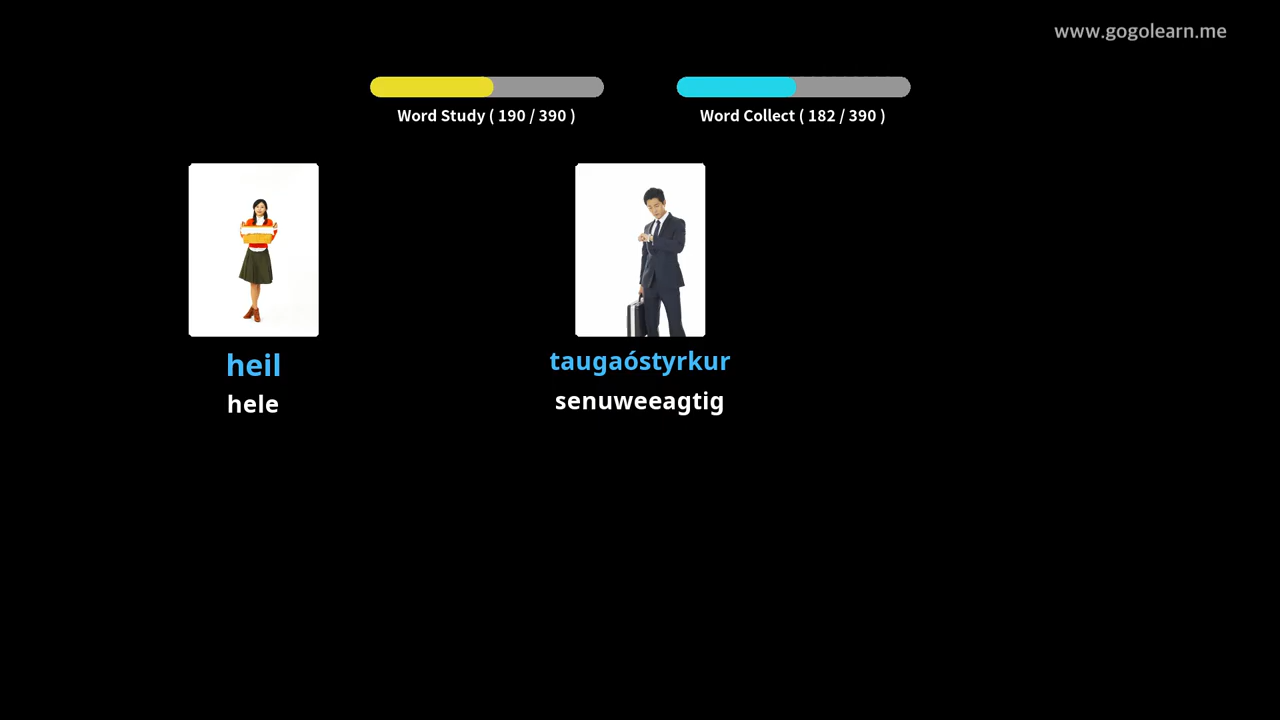 www.gogolearn.me
Word Study ( 190 / 390 )
Word Collect ( 182 / 390 )
heil
hele
taugaóstyrkur
senuweeagtig